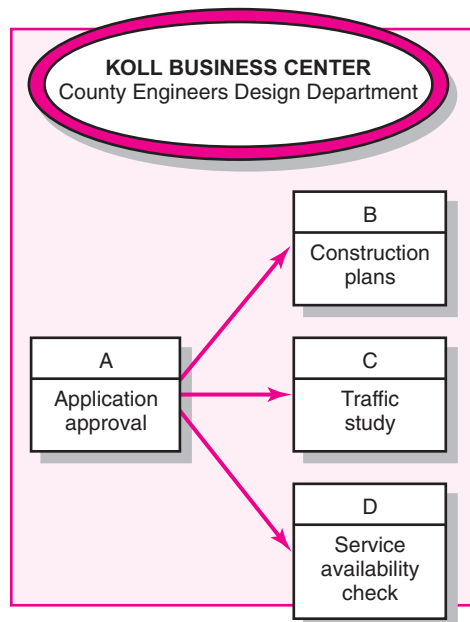 KOLL BUSINESS CENTER
County Engineers Design Department
B
Construction
plans
A
Application
approval
C
Traffic
study
D
Service
availability
check